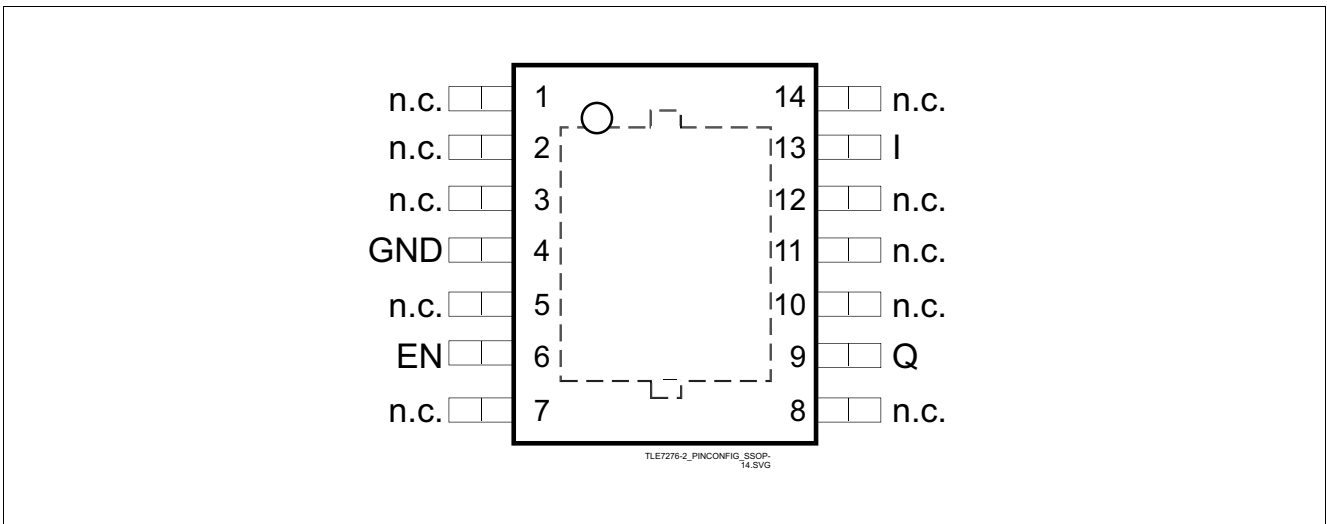 n.c. 1 14 n.c.
n.c. 2 13 I
n.c. 3 12 n.c.
GND 4 11 n.c.
n.c. 5 10 n.c.
EN 6 9 Q
n.c. 7 8 n.c.
TLE7276-2_PINCONFIG_SSOP-
14.SVG